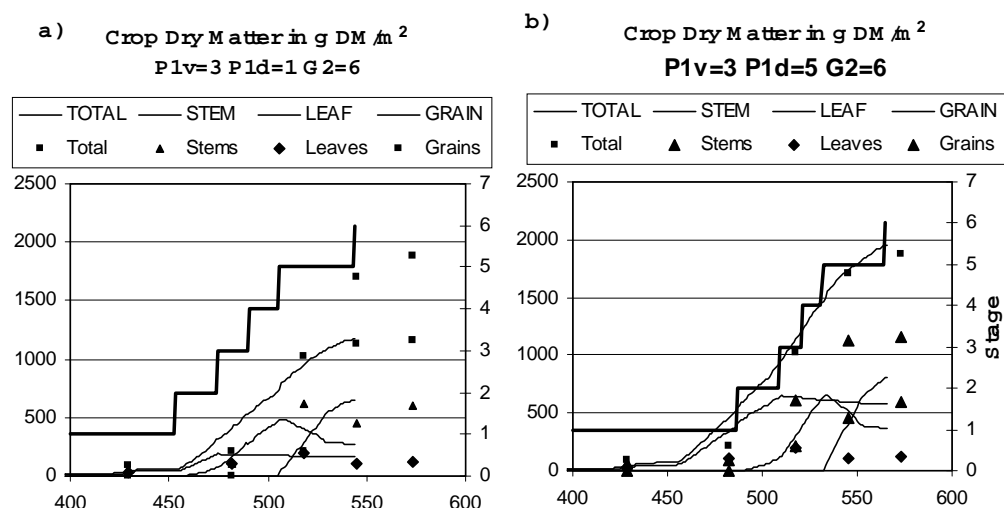 a) Crop Dry Matter in g DM/m²
P1v=3 P1d=1 G2=6
TOTAL STEM LEAF GRAIN
Total Stems Leaves Grains
2500 7
2000 6
5
1500 4
1000 3
2
500 1
0 0
400 450 500 550 600
b) Crop Dry Matter in g DM/m²
P1v=3 P1d=5 G2=6
TOTAL STEM LEAF GRAIN
Total Stems Leaves Grains
2500 7
2000 6
5
1500 4
1000 3
2
500 1
0 0
stage
400 450 500 550 600